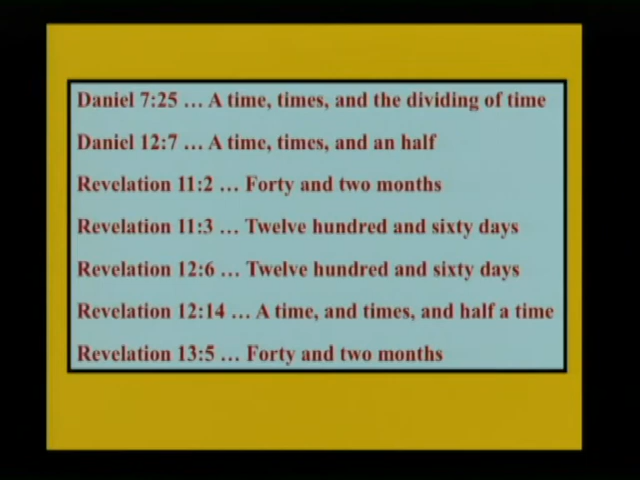 Daniel 7:25 … A time, times, and the dividing of time
Daniel 12:7 … A time, times, and an half
Revelation 11:2 … Forty and two months
Revelation 11:3 … Twelve hundred and sixty days
Revelation 12:6 … Twelve hundred and sixty days
Revelation 12:14 … A time, and times, and half a time
Revelation 13:5 … Forty and two months